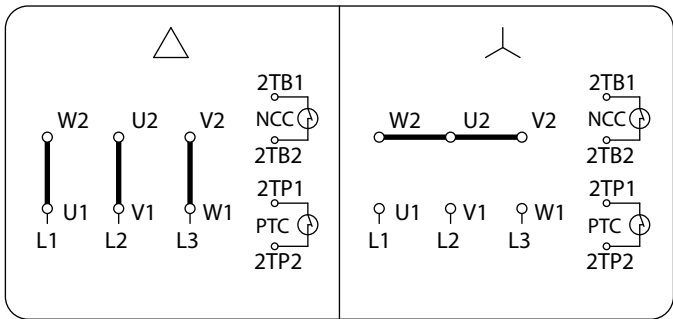 2TB1
W2 U2 V2 NCC
2TB2
2TP1
U1 V1 W1 PTC
L1 L2 L3
2TP2
2TB1
W2 U2 V2 NCC
2TB2
2TP1
U1 V1 W1 PTC
L1 L2 L3
2TP2